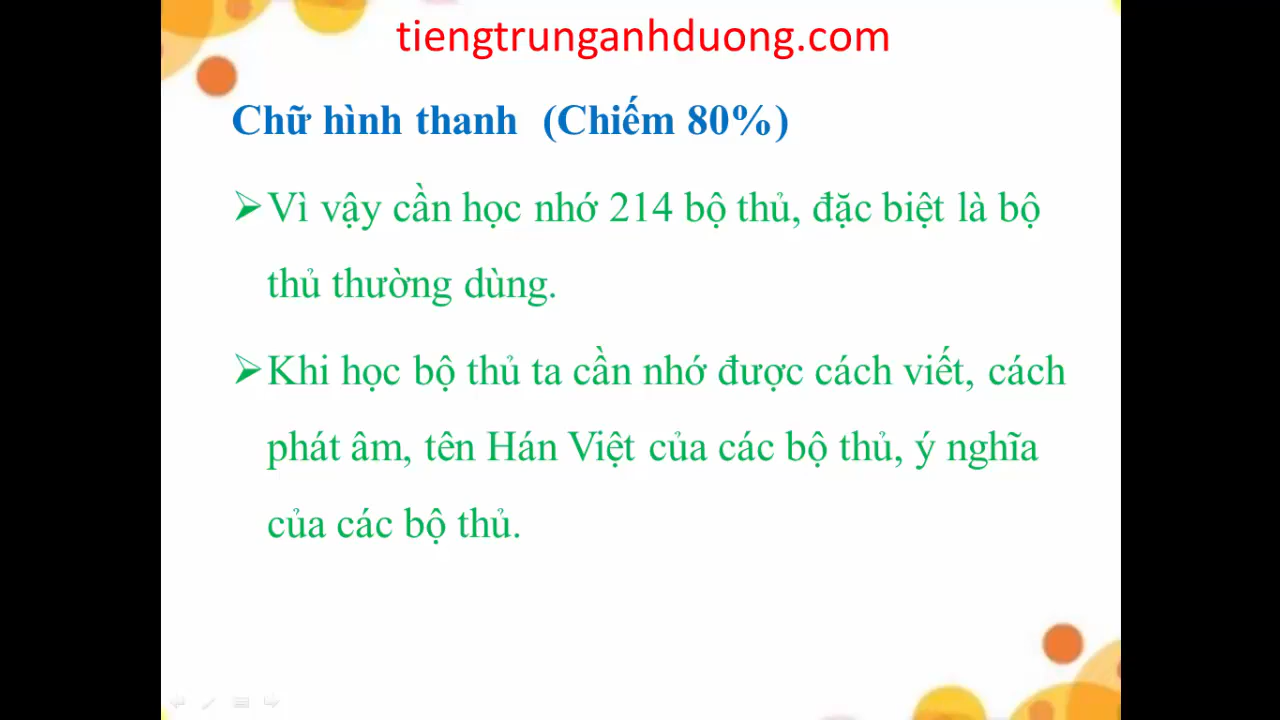 tiengtrunganhduong.com
Chữ hình thanh (Chiếm 80%)
➢Vì vậy cần học nhớ 214 bộ thủ, đặc biệt là bộ
thủ thường dùng.
➢Khi học bộ thủ ta cần nhớ được cách viết, cách
phát âm, tên Hán Việt của các bộ thủ, ý nghĩa
của các bộ thủ.